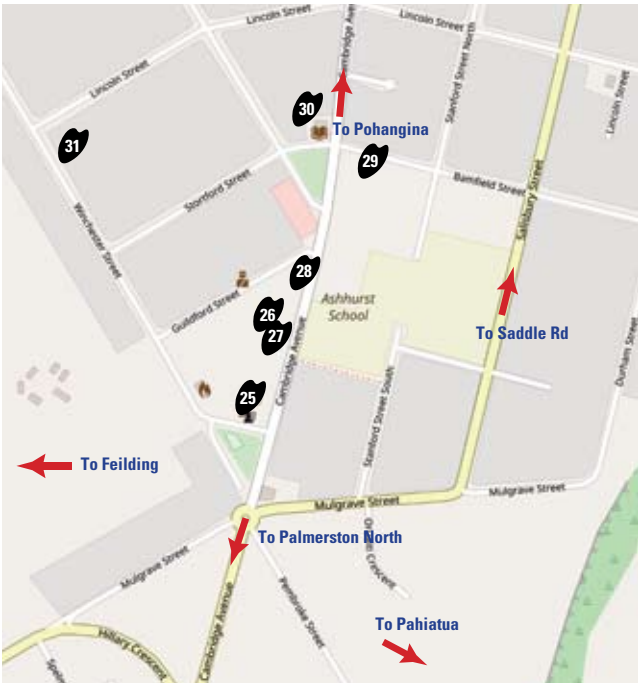 Lincoln Street
Cambridge Avenue
Lincoln Street
Stanford Street North
Lincoln Street
30
To Pohangina
31
Lincoln Street
29
Bamfield Street
Salisbury Street
Stortford Street
Winchester Street
28
Ashhurst
School
26
27
Guildford Street
Cambridge Avenue
To Saddle Rd
Durham Street
25
Stanford Street South
To Feilding
Mulgrave Street
Mulgrave Street
To Palmerston North
Crescent
Mulgrave Street
Pembroke Street
Cambridge Avenue
To Pahiatua
Hillary Crescent